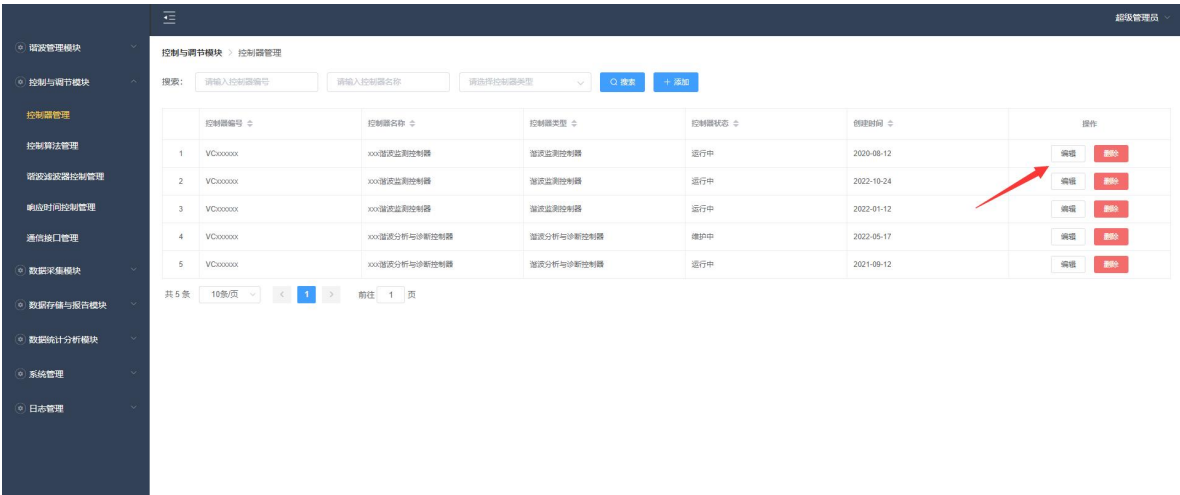 超级管理员
谐波管理模块
控制与调节模块
控制器管理
控制算法管理
谐波滤波器控制管理
响应时间控制管理
通信接口管理
数据采集模块
数据存储与报告模块
数据统计分析模块
系统管理
日志管理
控制与调节模块 > 控制器管理
搜索: 请输入控制器编号 请输入控制器名称 请选择控制器类型 搜索 + 添加
控制器编号 控制器名称 控制器类型 控制器状态 创建时间 操作
1 VCxxxxxx xxx谐波监测控制器 谐波监测控制器 运行中 2020-08-12 编辑 删除
2 VCxxxxxx xxx谐波监测控制器 谐波监测控制器 运行中 2022-10-24 编辑 删除
3 VCxxxxxx xxx谐波监测控制器 谐波监测控制器 运行中 2022-01-12 编辑 删除
4 VCxxxxxx xxx谐波分析与诊断控制器 谐波分析与诊断控制器 维护中 2022-05-17 编辑 删除
5 VCxxxxxx xxx谐波分析与诊断控制器 谐波分析与诊断控制器 运行中 2021-09-12 编辑 删除
共 5 条 10条/页 < 1 > 前往 1 页